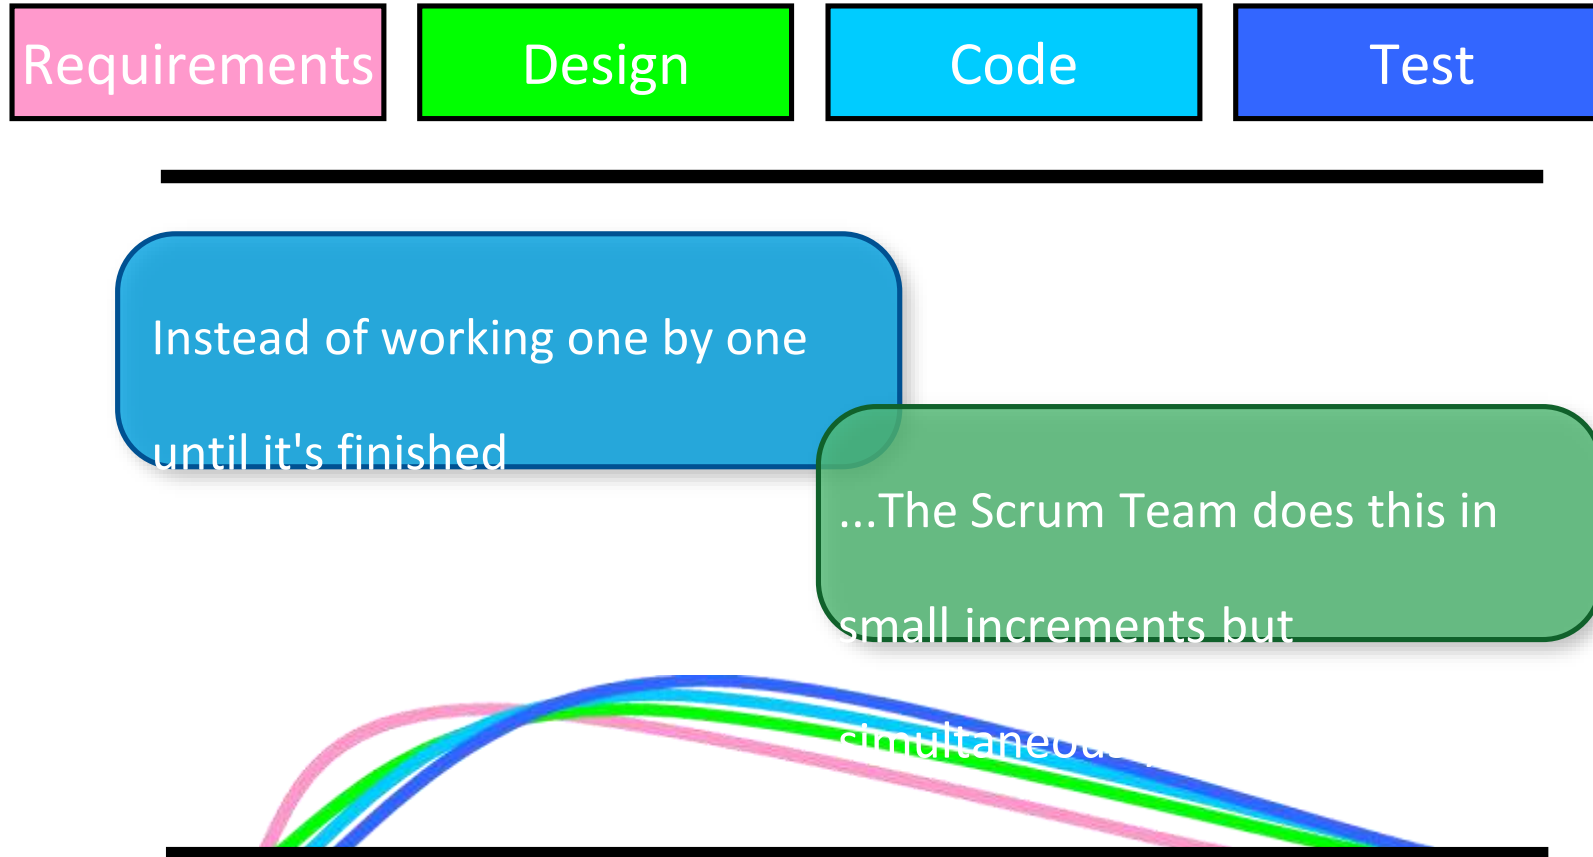 Requirements
Design
Code
Test
Instead of working one by one
until it's finished
...The Scrum Team does this in
small increments but